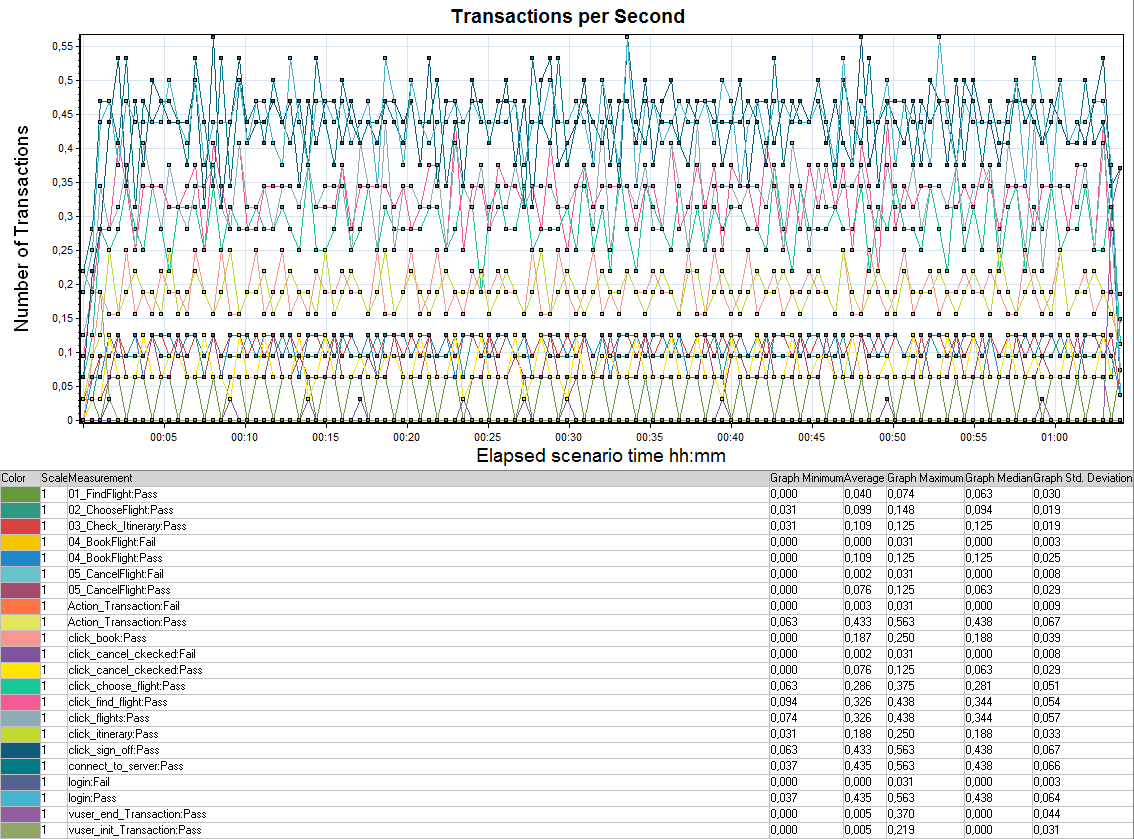 Transactions per Second
Number of Transactions
0,55
0,5
0,45
0,4
0,35
0,3
0,25
0,2
0,15
0,1
0,05
0
00:05 00:10 00:15 00:20 00:25 00:30 00:35 00:40 00:45 00:50 00:55 01:00
Elapsed scenario time hh:mm
Color Scale Measurement Graph Minimum Average Graph Maximum Graph Median Graph Std. Deviation
1 01_FindFlight:Pass 0,000 0,040 0,074 0,063 0,030
1 02_ChooseFlight:Pass 0,031 0,099 0,148 0,094 0,019
1 03_Check_Itinerary:Pass 0,031 0,109 0,125 0,125 0,019
1 04_BookFlight:Fail 0,000 0,000 0,031 0,000 0,003
1 04_BookFlight:Pass 0,000 0,109 0,125 0,125 0,025
1 05_CancelFlight:Fail 0,000 0,002 0,031 0,000 0,008
1 05_CancelFlight:Pass 0,000 0,076 0,125 0,063 0,029
1 Action_Transaction:Fail 0,000 0,003 0,031 0,000 0,009
1 Action_Transaction:Pass 0,063 0,433 0,563 0,438 0,067
1 click_book:Pass 0,000 0,187 0,250 0,188 0,039
1 click_cancel_ckecked:Fail 0,000 0,002 0,031 0,000 0,008
1 click_cancel_ckecked:Pass 0,000 0,076 0,125 0,063 0,029
1 click_choose_flight:Pass 0,063 0,286 0,375 0,281 0,051
1 click_find_flight:Pass 0,094 0,326 0,438 0,344 0,054
1 click_flights:Pass 0,074 0,326 0,438 0,344 0,057
1 click_itinerary:Pass 0,031 0,188 0,250 0,188 0,033
1 click_sign_off:Pass 0,063 0,433 0,563 0,438 0,067
1 connect_to_server:Pass 0,037 0,435 0,563 0,438 0,066
1 login:Fail 0,000 0,000 0,031 0,000 0,003
1 login:Pass 0,037 0,435 0,563 0,438 0,064
1 vuser_end_Transaction:Pass 0,000 0,005 0,370 0,000 0,044
1 vuser_init_Transaction:Pass 0,000 0,005 0,219 0,000 0,031